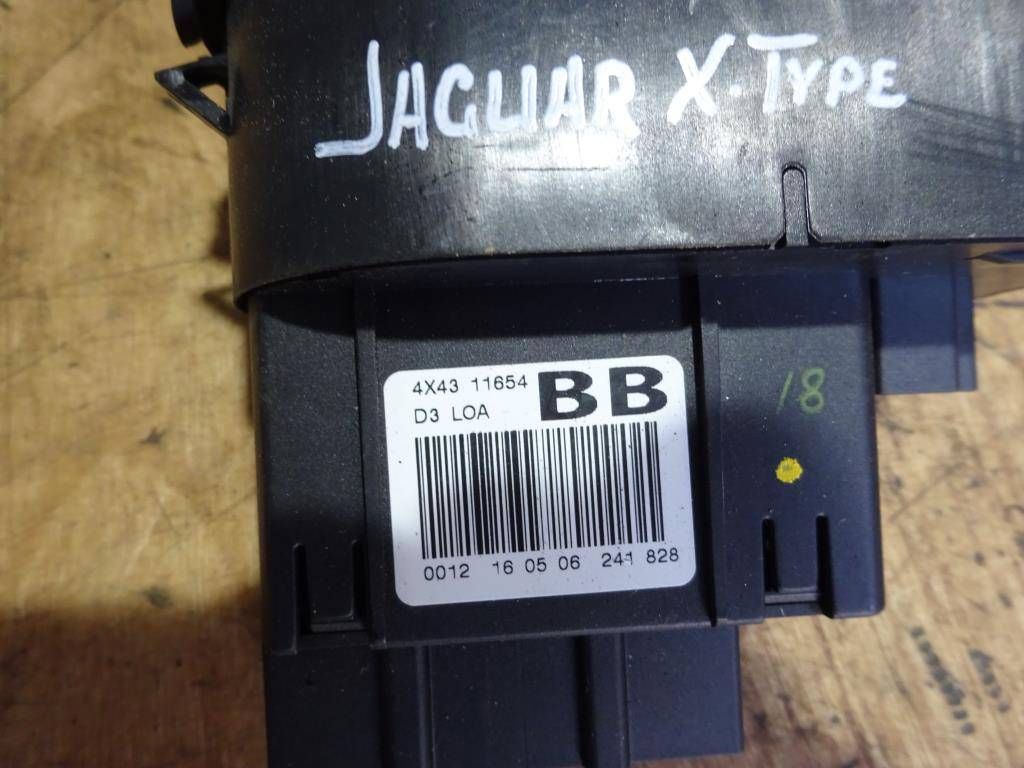 JAGUAR X-TYPE
4X43 11654 BB
D3 LOA
18
0012 16 05 06 241 828